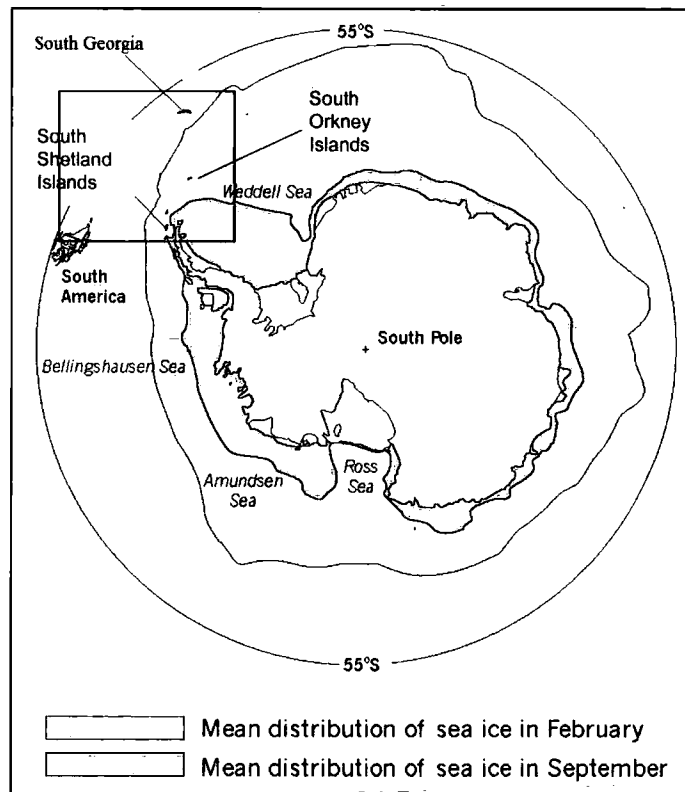 55°S
South Georgia
South
Orkney
Islands
South
Shetland
Islands
Weddell Sea
South
America
South Pole
Bellingshausen Sea
Amundsen
Sea
Ross
Sea
55°S
Mean distribution of sea ice in February
Mean distribution of sea ice in September